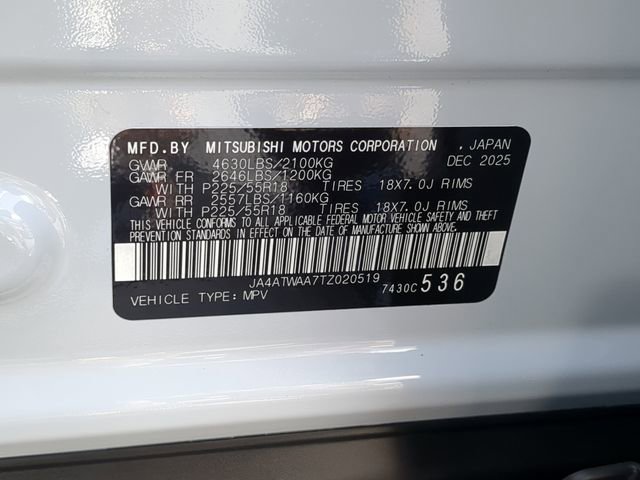 MFD.BY MITSUBISHI MOTORS CORPORATION , JAPAN
GVWR 4630LBS/2100KG DEC 2025
GAWR FR 2646LBS/1200KG
WITH P225/55R18 TIRES 18X7.0J RIMS
GAWR RR 2557LBS/1160KG
WITH P225/55R18 TIRES 18X7.0J RIMS
THIS VEHICLE CONFORMS TO ALL APPLICABLE FEDERAL MOTOR VEHICLE SAFETY AND THEFT
PREVENTION STANDARDS IN EFFECT ON THE DATE OF MANUFACTURE SHOWN ABOVE.
JA4ATWAA7TZ020519
VEHICLE TYPE:MPV 7430C 536